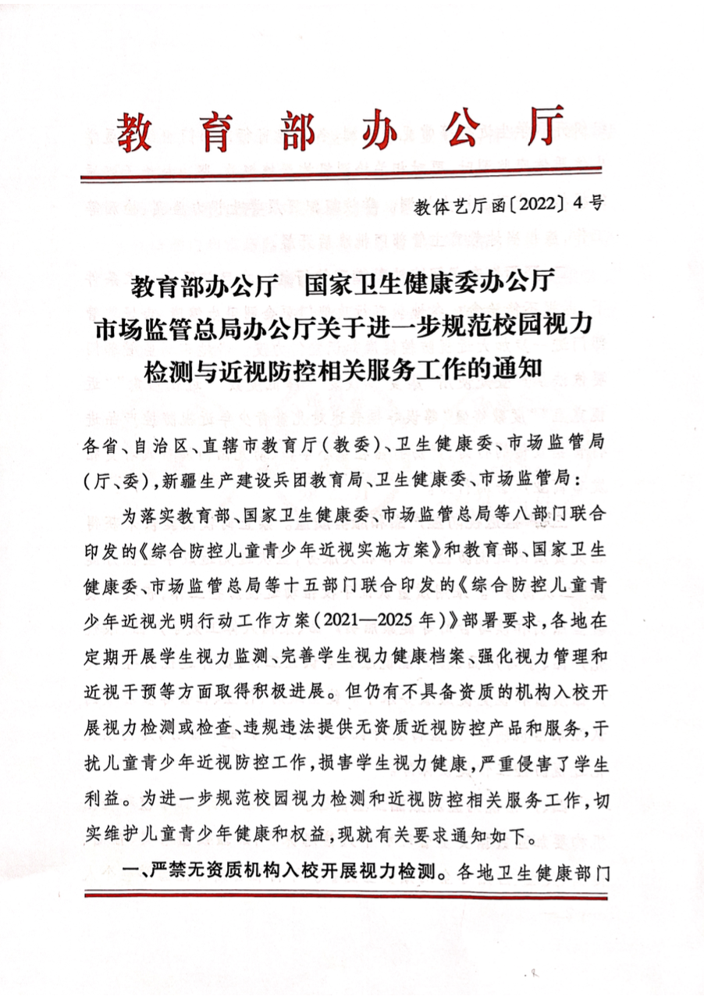 教育部办公厅
教体艺厅函〔2022〕4号
教育部办公厅 国家卫生健康委办公厅
市场监管总局办公厅关于进一步规范校园视力
检测与近视防控相关服务工作的通知
各省、自治区、直辖市教育厅(教委)、卫生健康委、市场监管局
(厅、委),新疆生产建设兵团教育局、卫生健康委、市场监管局:
为落实教育部、国家卫生健康委、市场监管总局等八部门联合
印发的《综合防控儿童青少年近视实施方案》和教育部、国家卫生
健康委、市场监管总局等十五部门联合印发的《综合防控儿童青
少年近视光明行动工作方案(2021—2025年)》部署要求,各地在
定期开展学生视力监测、完善学生视力健康档案、强化视力管理和
近视干预等方面取得积极进展。但仍有不具备资质的机构入校开
展视力检测或检查、违规违法提供无资质近视防控产品和服务,干
扰儿童青少年近视防控工作,损害学生视力健康,严重侵害了学生
利益。为进一步规范校园视力检测和近视防控相关服务工作,切
实维护儿童青少年健康和权益,现就有关要求通知如下。
一、严禁无资质机构入校开展视力检测。各地卫生健康部门